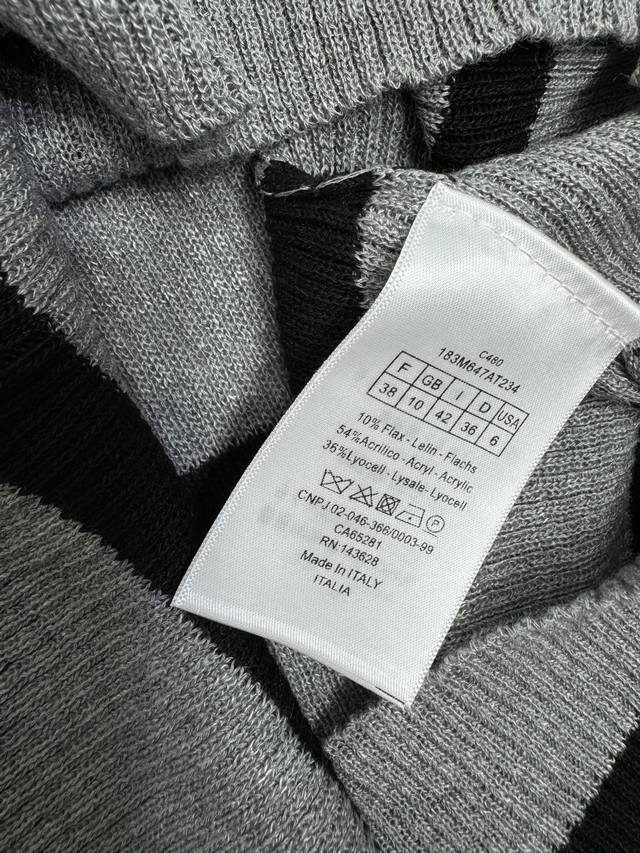 C480
183M647AT234
F GB I D USA
38 10 42 36 6
10% Flax - Lelin - Flachs
54%Acrilico - Acryl - Acrylic
36%Lyocell - Lysale - Lyocell
P
CNPJ 02-046-366/0003-99
CA65281
RN:143628
Made In ITALY
ITALIA